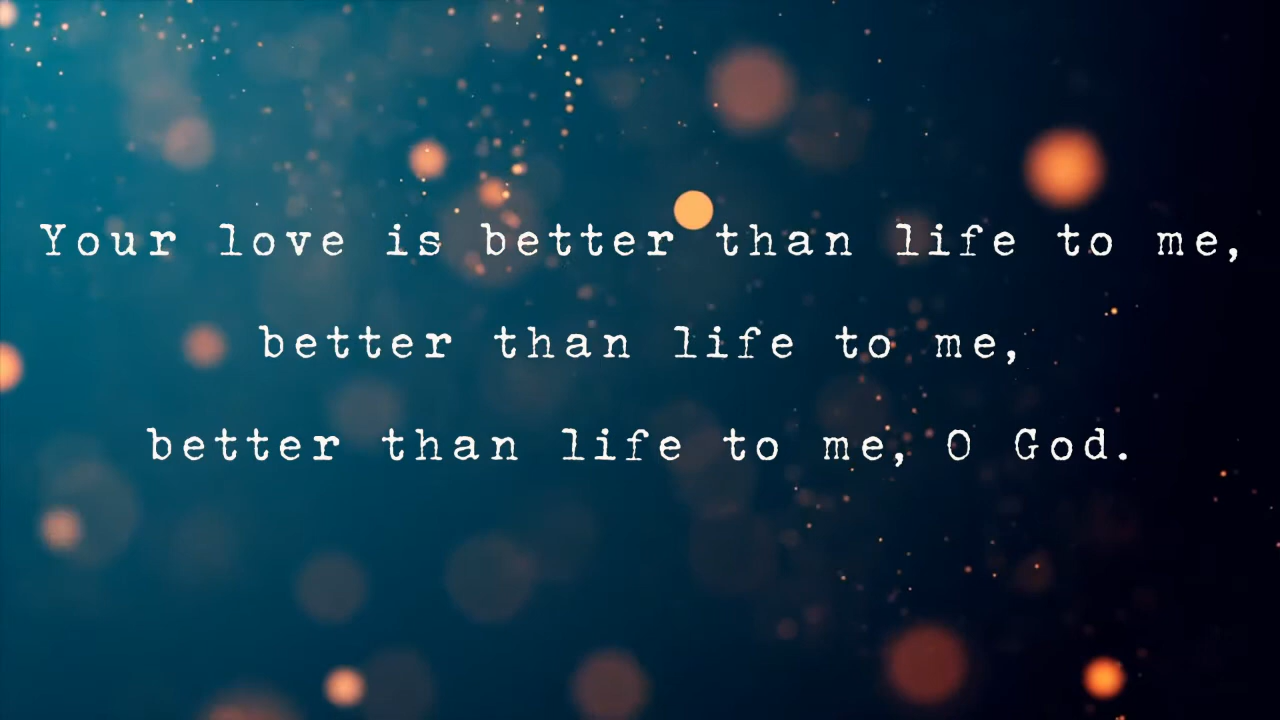 Your love is better than life to me,
better than life to me,
better than life to me, O God.